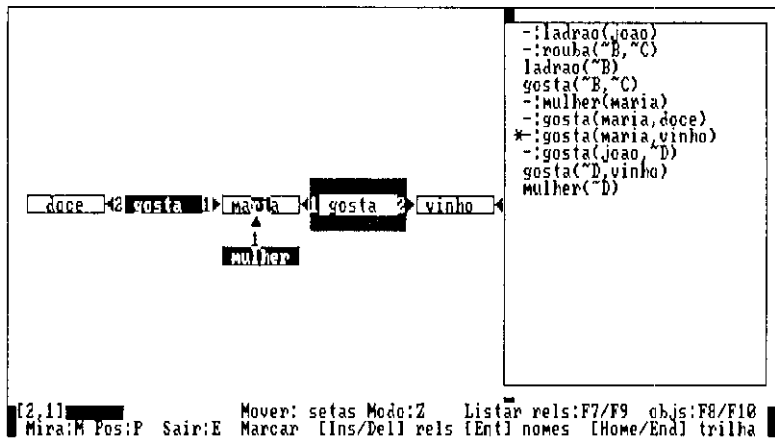 -:ladrao(joao)
-:rouba(~B,~C)
ladrao(~B)
gosta(~B,~C)
-:mulher(maria)
-:gosta(maria,doce)
*-:gosta(maria,vinho)
-:gosta(joao,~D)
gosta(~D,vinho)
mulher(~D)
doce 2 gosta 1 maria 1 gosta 2 vinho
1
mulher
[2,1] Mover: setas Modo:Z Listar rels:F7/F9 objs:F8/F10
Mira:M Pos:P Sair:E Marcar [Ins/Del] rels [Ent] nomes [Home/End] trilha